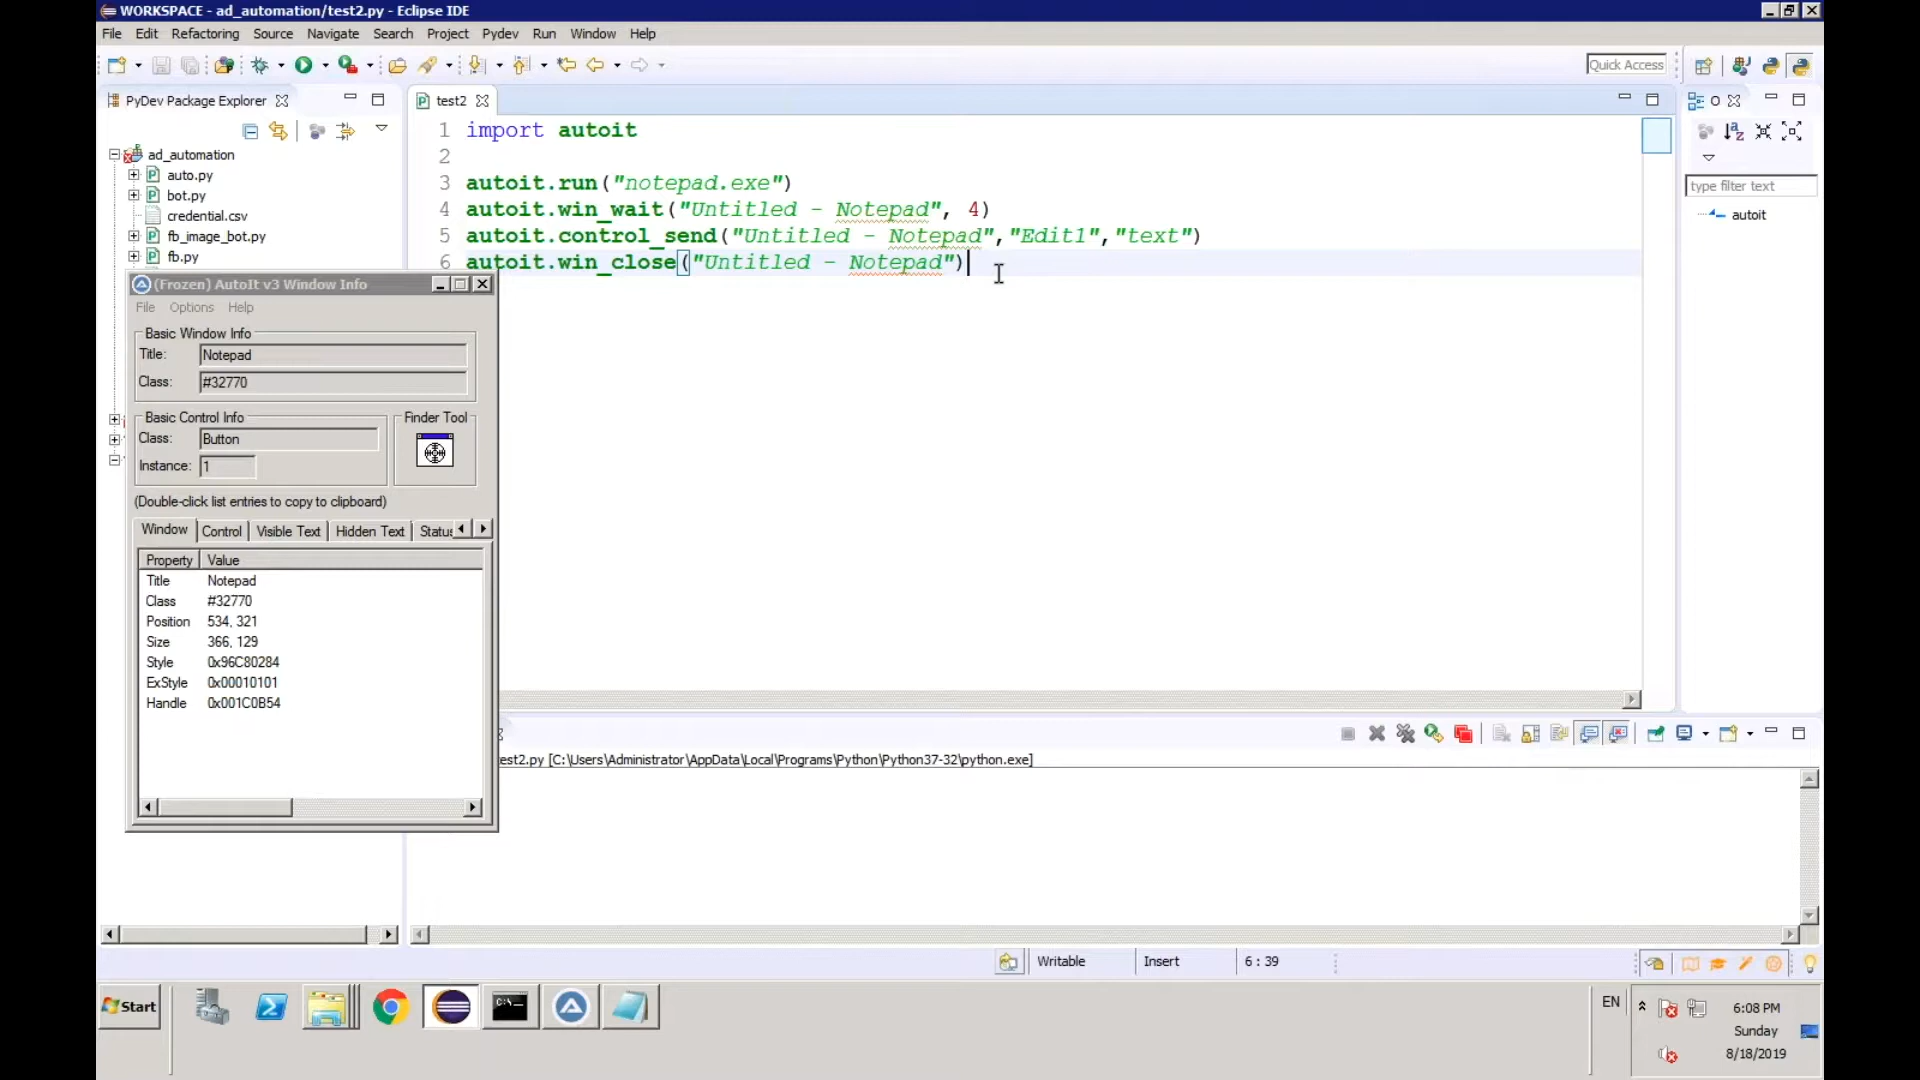 WORKSPACE - ad_automation/test2.py - Eclipse IDE
File Edit Refactoring Source Navigate Search Project Pydev Run Window Help
Quick Access
PyDev Package Explorer
ad_automation
auto.py
bot.py
credential.csv
fb_image_bot.py
fb.py
test2
1 import autoit
2
3 autoit.run("notepad.exe")
4 autoit.win_wait("Untitled - Notepad", 4)
5 autoit.control_send("Untitled - Notepad","Edit1","text")
6 autoit.win_close("Untitled - Notepad")
O
type filter text
autoit
(Frozen) AutoIt v3 Window Info
File Options Help
Basic Window Info
Title: Notepad
Class: #32770
Basic Control Info
Class: Button
Instance: 1
Finder Tool
(Double-click list entries to copy to clipboard)
Window Control Visible Text Hidden Text Status
Property Value
Title Notepad
Class #32770
Position 534, 321
Size 366, 129
Style 0x96C80284
ExStyle 0x00010101
Handle 0x001C0B54
est2.py [C:\Users\Administrator\AppData\Local\Programs\Python\Python37-32\python.exe]
Writable Insert 6 : 39
Start
EN
6:08 PM
Sunday
8/18/2019